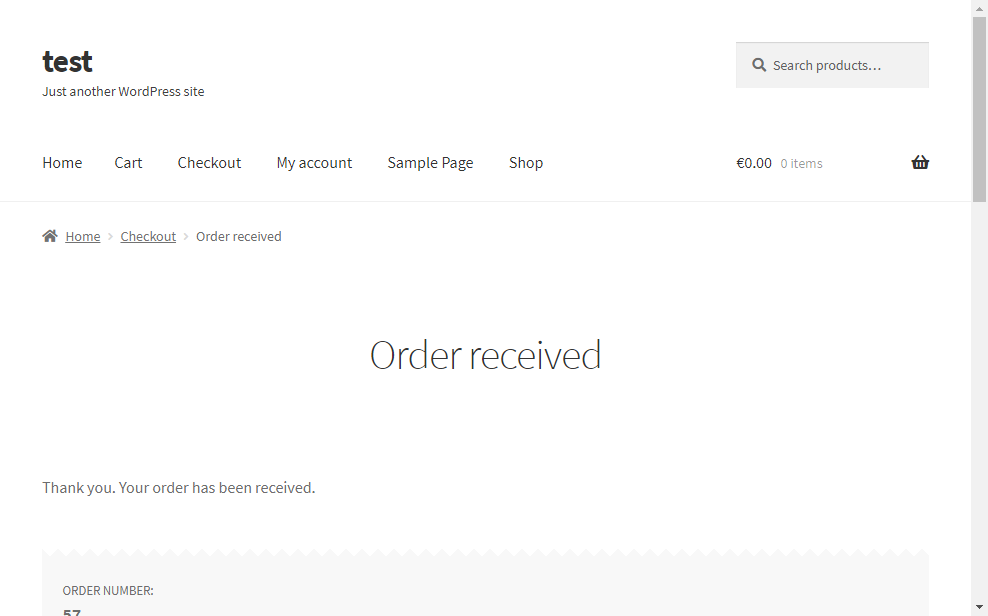 test
Just another WordPress site
Search products…
Home Cart Checkout My account Sample Page Shop €0.00 0 items
Home Checkout Order received
Order received
Thank you. Your order has been received.
ORDER NUMBER:
57